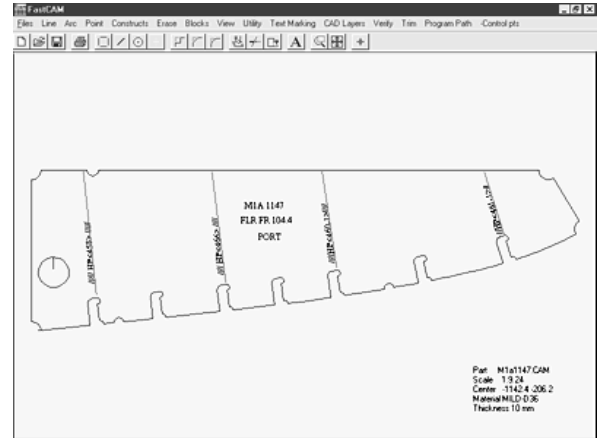 FastCAM
Files Line Arc Point Constructs Erase Blocks View Utility Text Marking CAD Layers Verify Trim Program Path Control pts
A
M1A 1147
FLR FR 104.4
PORT
Part M1a1147.CAM
Scale 1:9.24
Center -1142.4 -206.2
Material MILD-D36
Thickness 10 mm